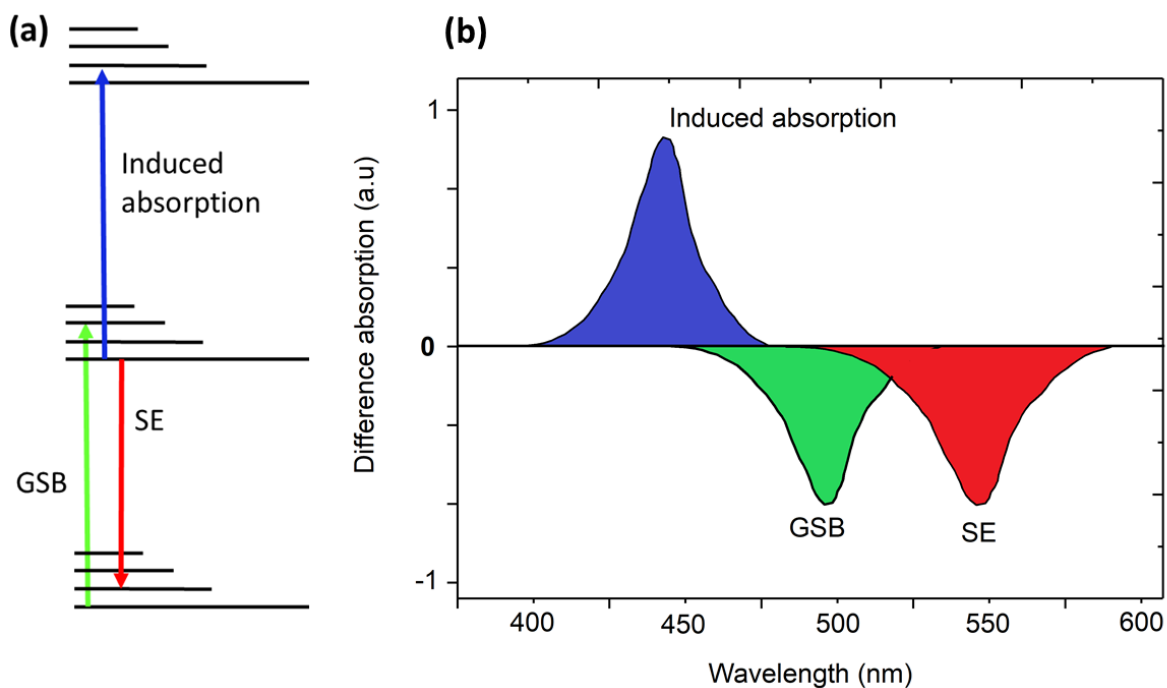 (a)
Induced
absorption
SE
GSB
(b)
Induced absorption
Difference absorption (a.u)
1
0
-1
GSB
SE
400 450 500 550 600
Wavelength (nm)